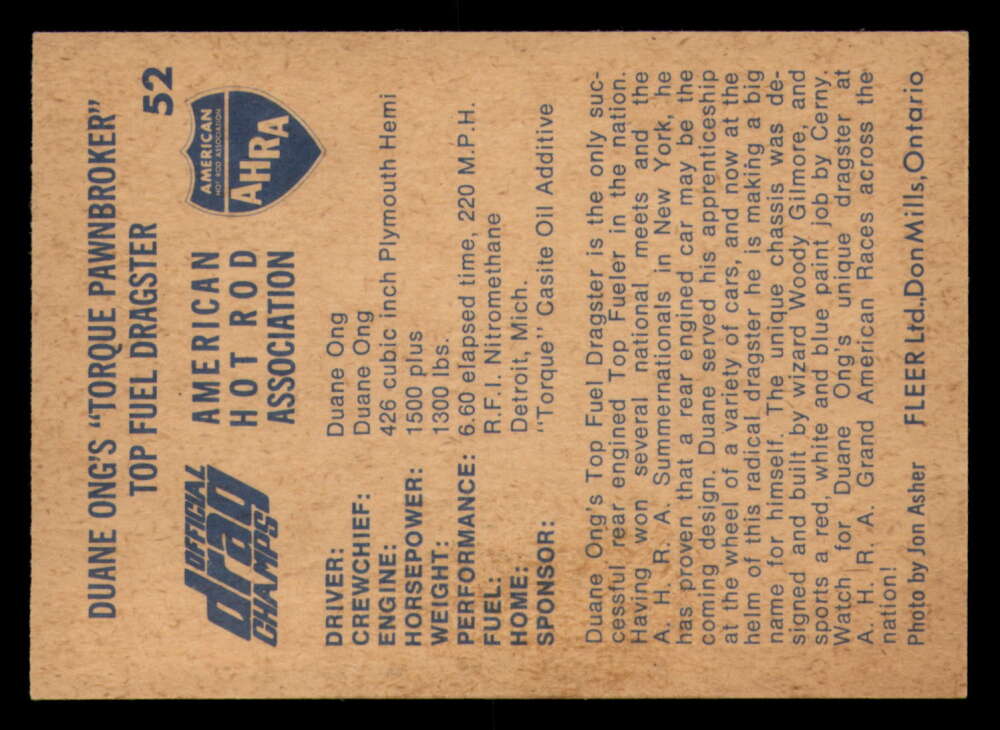 DUANE ONG'S "TORQUE PAWNBROKER"
TOP FUEL DRAGSTER 52
OFFICIAL
drag
CHAMPS
AMERICAN
HOT ROD
ASSOCIATION
AMERICAN
HOT ROD ASSOCIATION
AHRA
DRIVER: Duane Ong
CREWCHIEF: Duane Ong
ENGINE: 426 cubic inch Plymouth Hemi
HORSEPOWER: 1500 plus
WEIGHT: 1300 lbs.
PERFORMANCE: 6.60 elapsed time, 220 M.P.H.
FUEL: R.F.I. Nitromethane
HOME: Detroit, Mich.
SPONSOR: "Torque" Casite Oil Additive
Duane Ong's Top Fuel Dragster is the only suc-
cessful rear engined Top Fueler in the nation.
Having won several national meets and the
A. H. R. A. Summernationals in New York, he
has proven that a rear engined car may be the
coming design. Duane served his apprenticeship
at the wheel of a variety of cars, and now at the
helm of this radical dragster he is making a big
name for himself. The unique chassis was de-
signed and built by wizard Woody Gilmore, and
sports a red, white and blue paint job by Cerny.
Watch for Duane Ong's unique dragster at
A. H. R. A. Grand American Races across the
nation!
Photo by Jon Asher FLEER Ltd., Don Mills, Ontario